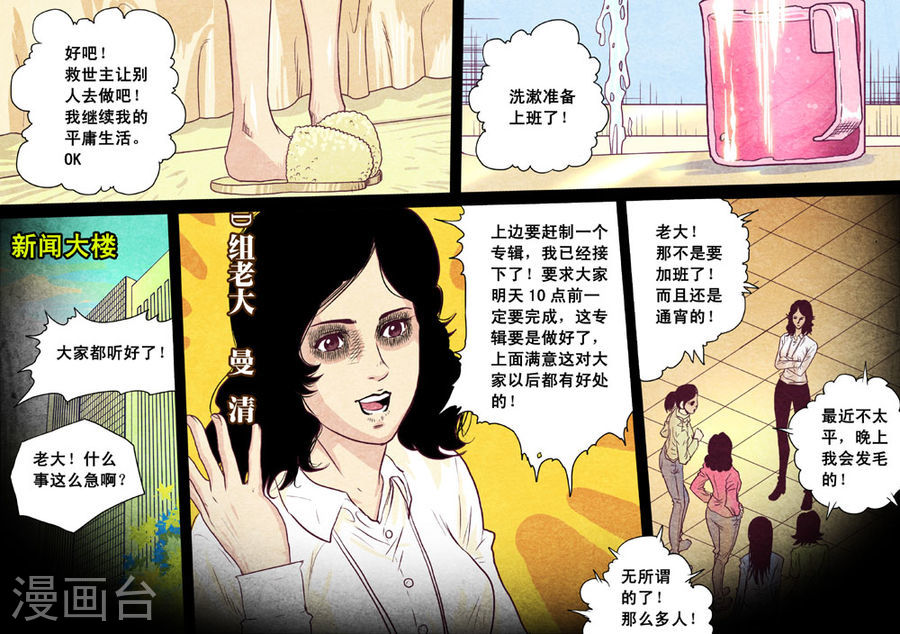 好吧！
救世主让别
人去做吧！
我继续我的
平庸生活。
OK
洗漱准备
上班了！
新闻大楼
大家都听好了！
老大！什么
事这么急啊？
组老大 曼清
上边要赶制一个
专辑，我已经接
下了！要求大家
明天10点前一
定要完成，这专
辑要是做好了，
上面满意这对大
家以后都有好处
的！
老大！
那不是要
加班了！
而且还是
通宵的！
最近不太
平，晚上
我会发毛
的！
无所谓
的了！
那么多人！
漫画台